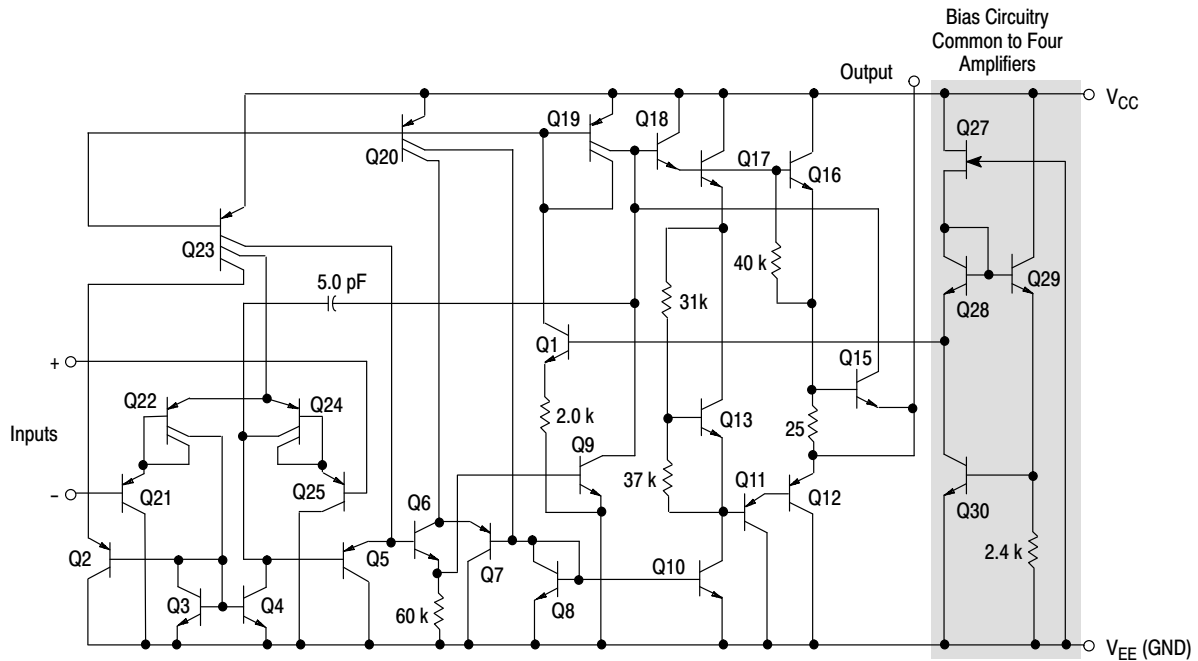 Bias Circuitry
Common to Four
Amplifiers
Output
VCC
Q27
Q19
Q18
Q20
Q17
Q16
Q23
40 k
5.0 pF
31k
Q28
Q29
Q1
Q15
+
Q22
Q24
2.0 k
Q13
25
Inputs
Q9
37 k
Q11
−
Q21
Q25
Q6
Q12
Q30
Q2
Q5
Q7
Q10
2.4 k
Q3
Q4
60 k
Q8
VEE (GND)